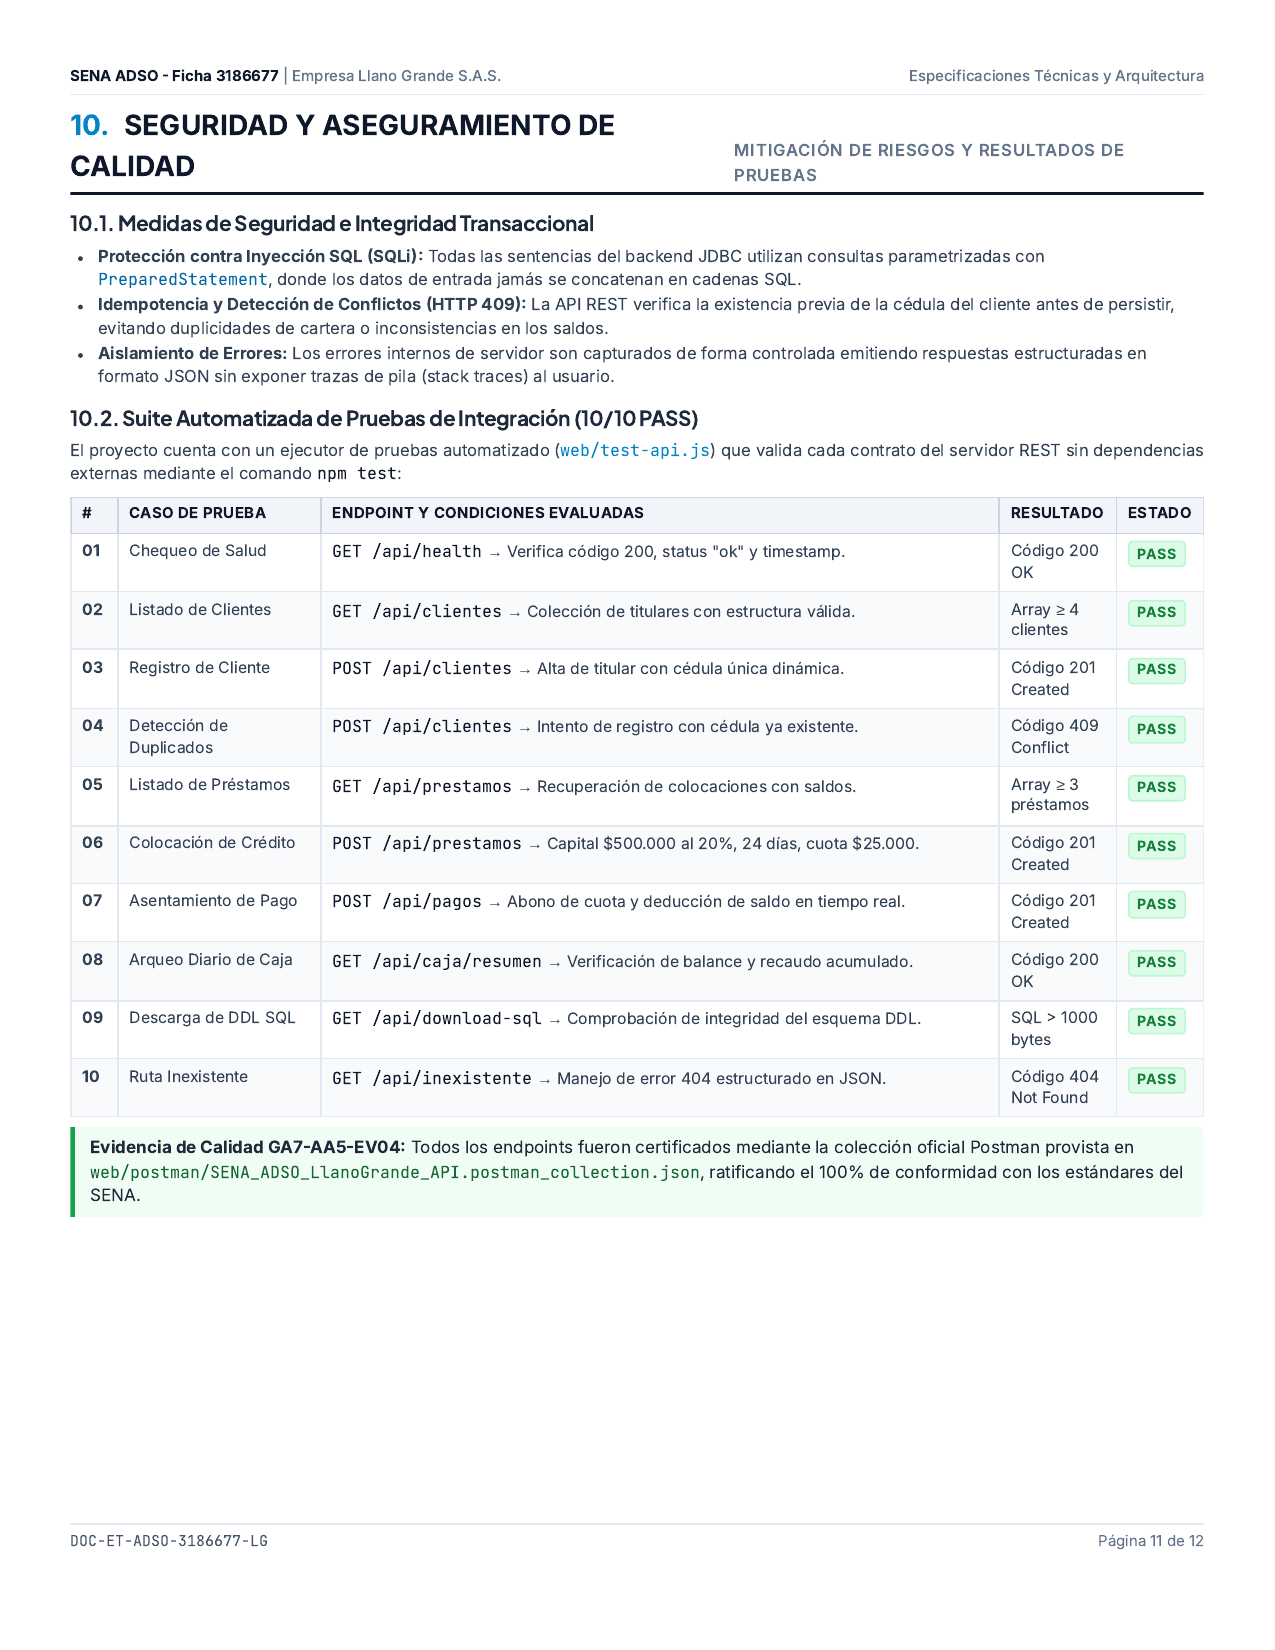 SENA ADSO - Ficha 3186677 | Empresa Llano Grande S.A.S.
Especificaciones Técnicas y Arquitectura
10. SEGURIDAD Y ASEGURAMIENTO DE
CALIDAD
MITIGACIÓN DE RIESGOS Y RESULTADOS DE
PRUEBAS
10.1. Medidas de Seguridad e Integridad Transaccional
• Protección contra Inyección SQL (SQLi): Todas las sentencias del backend JDBC utilizan consultas parametrizadas con
PreparedStatement, donde los datos de entrada jamás se concatenan en cadenas SQL.
• Idempotencia y Detección de Conflictos (HTTP 409): La API REST verifica la existencia previa de la cédula del cliente antes de persistir,
evitando duplicidades de cartera o inconsistencias en los saldos.
• Aislamiento de Errores: Los errores internos de servidor son capturados de forma controlada emitiendo respuestas estructuradas en
formato JSON sin exponer trazas de pila (stack traces) al usuario.
10.2. Suite Automatizada de Pruebas de Integración (10/10 PASS)
El proyecto cuenta con un ejecutor de pruebas automatizado (web/test-api.js) que valida cada contrato del servidor REST sin dependencias
externas mediante el comando npm test:
# CASO DE PRUEBA ENDPOINT Y CONDICIONES EVALUADAS RESULTADO ESTADO
01 Chequeo de Salud GET /api/health → Verifica código 200, status "ok" y timestamp. Código 200 PASS
OK
02 Listado de Clientes GET /api/clientes → Colección de titulares con estructura válida. Array ≥ 4 PASS
clientes
03 Registro de Cliente POST /api/clientes → Alta de titular con cédula única dinámica. Código 201 PASS
Created
04 Detección de POST /api/clientes → Intento de registro con cédula ya existente. Código 409 PASS
Duplicados Conflict
05 Listado de Préstamos GET /api/prestamos → Recuperación de colocaciones con saldos. Array ≥ 3 PASS
préstamos
06 Colocación de Crédito POST /api/prestamos → Capital $500.000 al 20%, 24 días, cuota $25.000. Código 201 PASS
Created
07 Asentamiento de Pago POST /api/pagos → Abono de cuota y deducción de saldo en tiempo real. Código 201 PASS
Created
08 Arqueo Diario de Caja GET /api/caja/resumen → Verificación de balance y recaudo acumulado. Código 200 PASS
OK
09 Descarga de DDL SQL GET /api/download-sql → Comprobación de integridad del esquema DDL. SQL > 1000 PASS
bytes
10 Ruta Inexistente GET /api/inexistente → Manejo de error 404 estructurado en JSON. Código 404 PASS
Not Found
Evidencia de Calidad GA7-AA5-EV04: Todos los endpoints fueron certificados mediante la colección oficial Postman provista en
web/postman/SENA_ADSO_LlanoGrande_API.postman_collection.json, ratificando el 100% de conformidad con los estándares del
SENA.
DOC-ET-ADSO-3186677-LG
Página 11 de 12